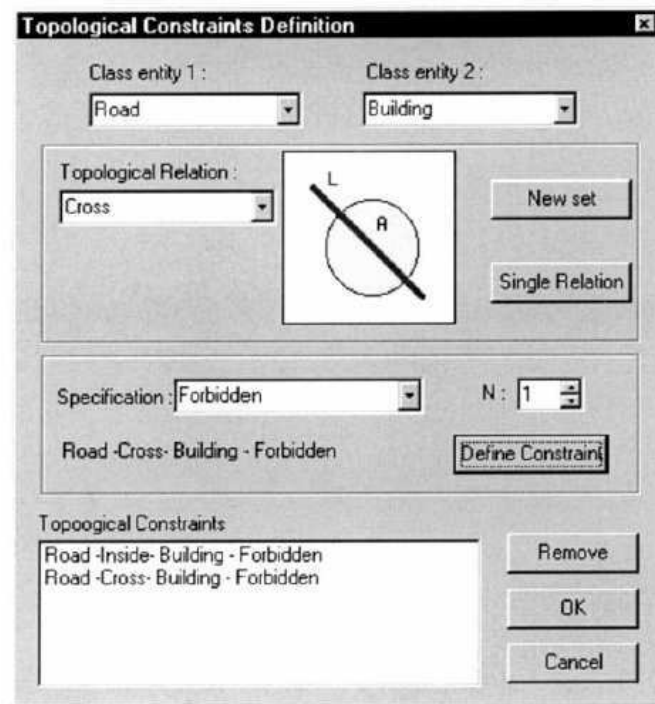 Topological Constraints Definition
Class entity 1 :
Class entity 2 :
Road
Building
Topological Relation :
Cross
L
A
New set
Single Relation
Specification :
Forbidden
N :
1
Road -Cross- Building - Forbidden
Define Constraint
Topoogical Constraints
Road -Inside- Building - Forbidden
Road -Cross- Building - Forbidden
Remove
OK
Cancel